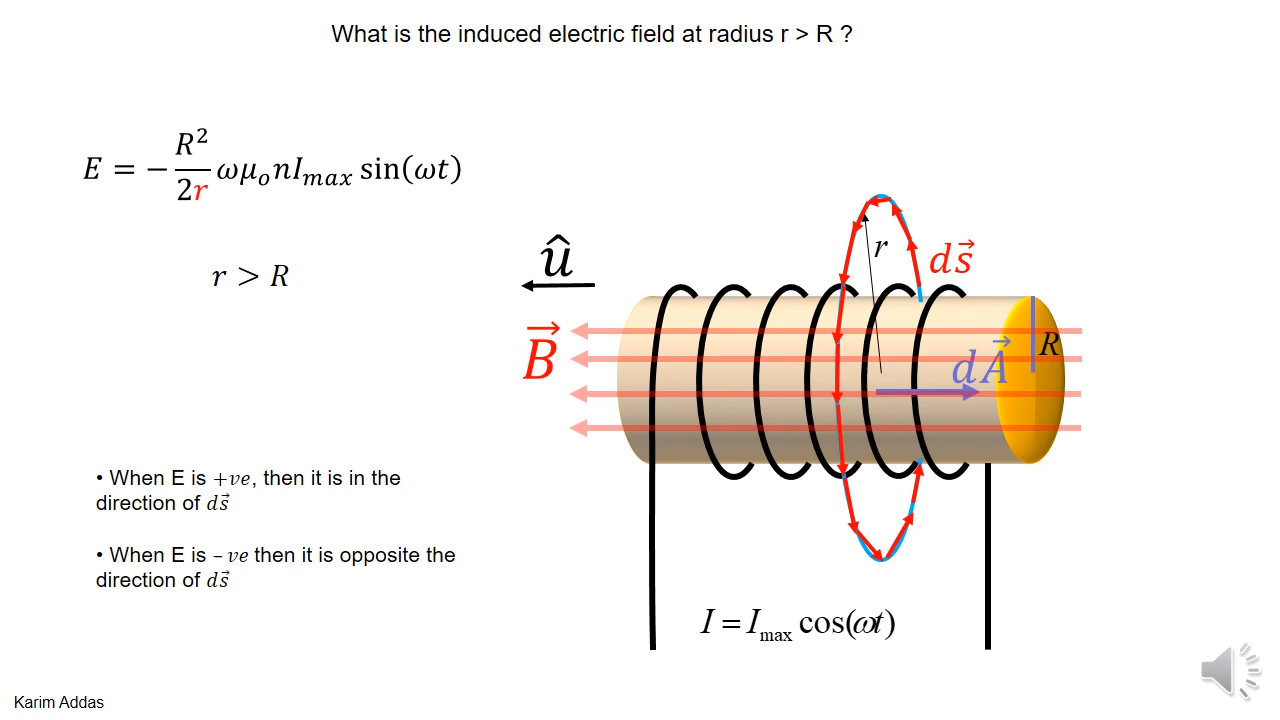 What is the induced electric field at radius r > R ?
E = − R² / 2r ωμₒnI_max sin(ωt)
r > R
û
B⃗
r
ds⃗
R
dA⃗
• When E is +ve, then it is in the
direction of ds⃗
• When E is – ve then it is opposite the
direction of ds⃗
I = I_max cos(ωt)
Karim Addas